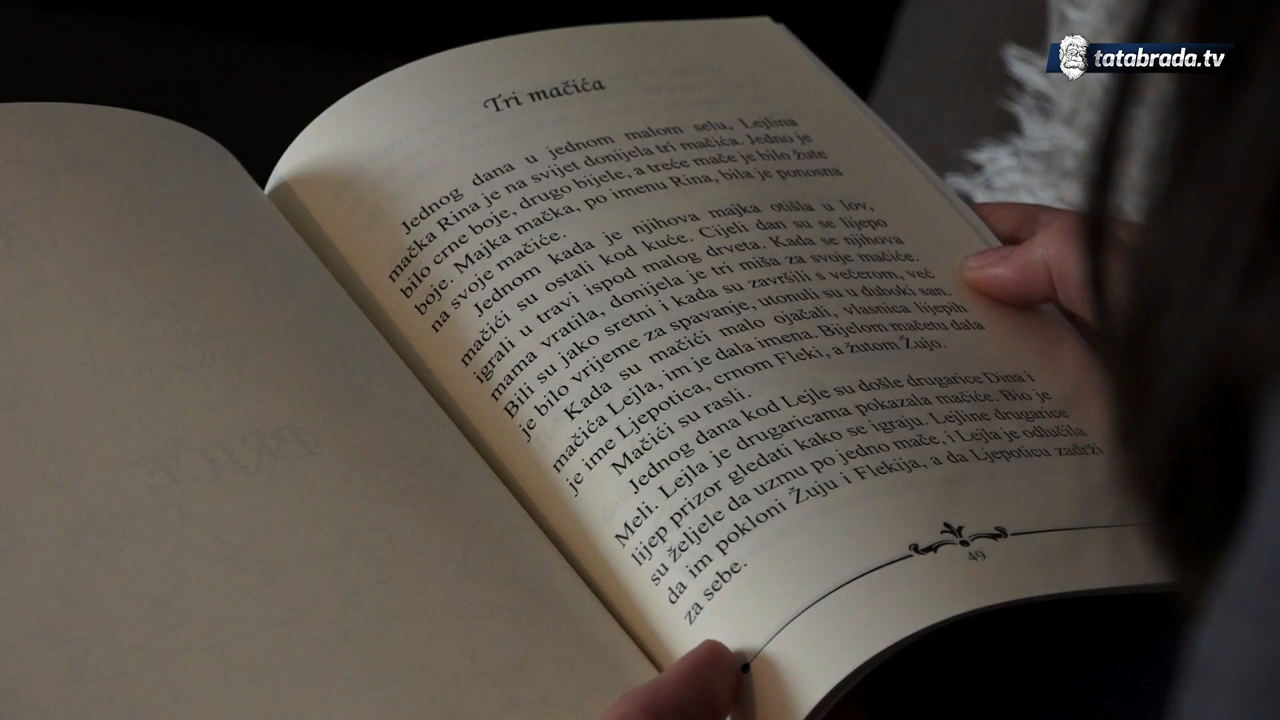 tatabrada.tv
Tri mačića
Jednog dana u jednom malom selu, Lejlina
mačka Rina je na svijet donijela tri mačića. Jedno je
bilo crne boje, drugo bijele, a treće mače je bilo žute
boje. Majka mačka, po imenu Rina, bila je ponosna
na svoje mačiće.
Jednom kada je njihova majka otišla u lov,
mačići su ostali kod kuće. Cijeli dan su se lijepo
igrali u travi ispod malog drveta. Kada se njihova
mama vratila, donijela je tri miša za svoje mačiće.
Bili su jako sretni i kada su završili s večerom, već
je bilo vrijeme za spavanje, utonuli su u duboki san.
Kada su mačići malo ojačali, vlasnica lijepih
mačića Lejla, im je dala imena. Bijelom mačetu dala
je ime Ljepotica, crnom Fleki, a žutom Žujo.
Mačići su rasli.
Jednog dana kod Lejle su došle drugarice Dina i
Meli. Lejla je drugaricama pokazala mačiće. Bio je
lijep prizor gledati kako se igraju. Lejline drugarice
su željele da uzmu po jedno mače, i Lejla je odlučila
da im pokloni Žuju i Flekija, a da Ljepoticu zadrži
za sebe.
49